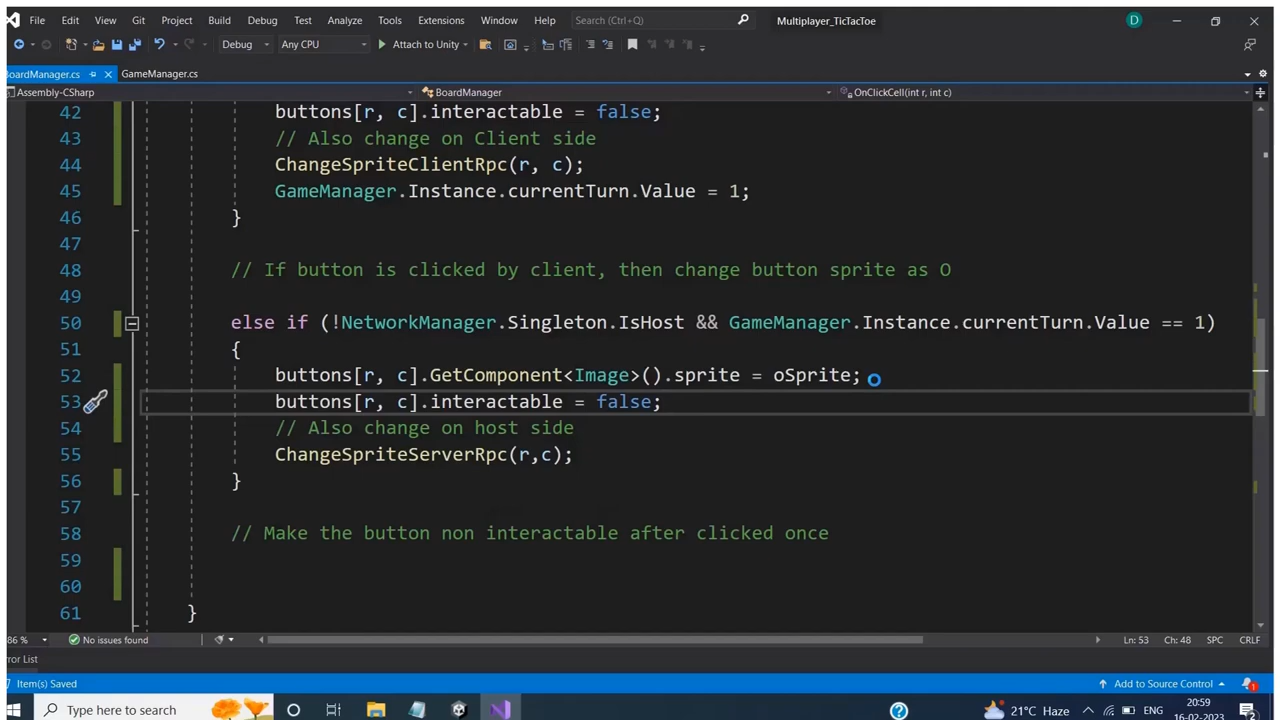 File Edit View Git Project Build Debug Test Analyze Tools Extensions Window Help Search (Ctrl+Q) Multiplayer_TicTacToe D
Debug Any CPU Attach to Unity
BoardManager.cs GameManager.cs
Assembly-CSharp BoardManager OnClickCell(int r, int c)
42 buttons[r, c].interactable = false;
43 // Also change on Client side
44 ChangeSpriteClientRpc(r, c);
45 GameManager.Instance.currentTurn.Value = 1;
46 }
47
48 // If button is clicked by client, then change button sprite as O
49
50 else if (!NetworkManager.Singleton.IsHost && GameManager.Instance.currentTurn.Value == 1)
51 {
52 buttons[r, c].GetComponent<Image>().sprite = oSprite;
53 buttons[r, c].interactable = false;
54 // Also change on host side
55 ChangeSpriteServerRpc(r,c);
56 }
57
58 // Make the button non interactable after clicked once
59
60
61 }
86 % No issues found Ln: 53 Ch: 48 SPC CRLF
rror List
Item(s) Saved Add to Source Control 1
Type here to search 21°C Haze ENG 20:59
16-02-2023 2